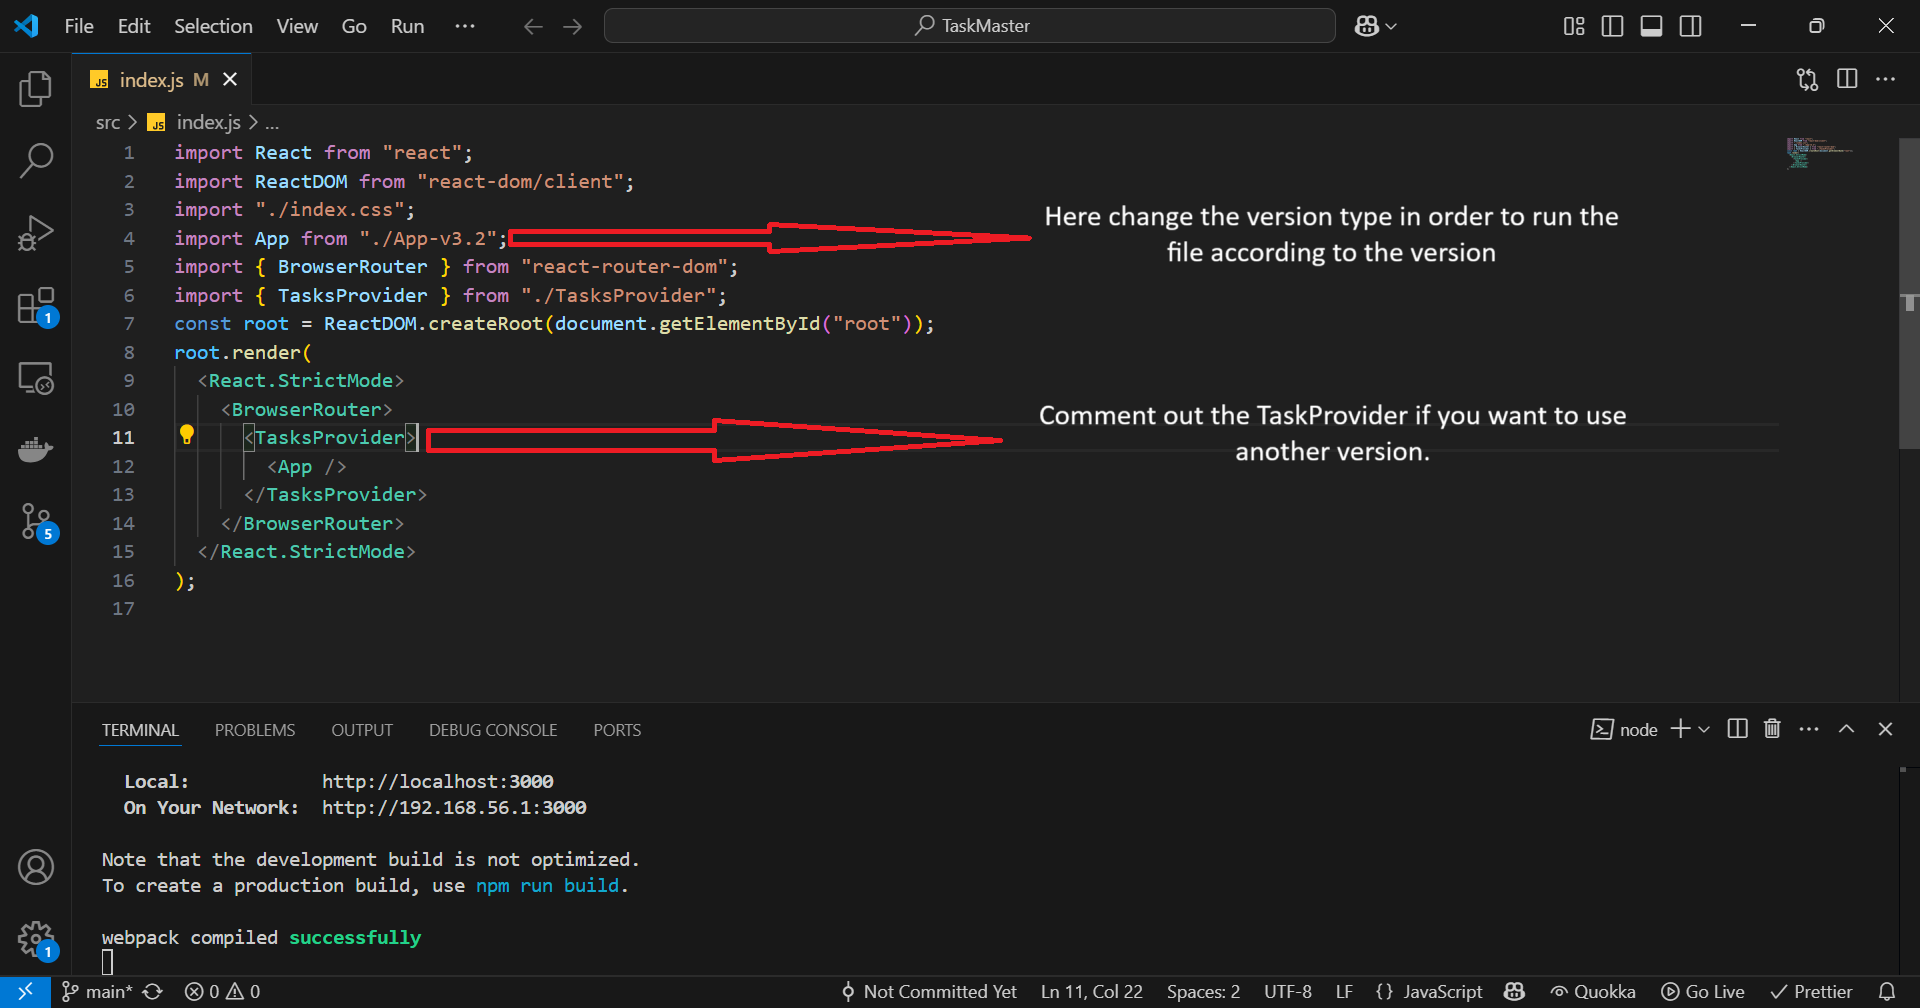 File Edit Selection View Go Run ··· TaskMaster
JS index.js M
src > JS index.js > ...
1 import React from "react";
2 import ReactDOM from "react-dom/client";
3 import "./index.css";
4 import App from "./App-v3.2";
5 import { BrowserRouter } from "react-router-dom";
6 import { TasksProvider } from "./TasksProvider";
7 const root = ReactDOM.createRoot(document.getElementById("root"));
8 root.render(
9 <React.StrictMode>
10 <BrowserRouter>
11 <TasksProvider>
12 <App />
13 </TasksProvider>
14 </BrowserRouter>
15 </React.StrictMode>
16 );
17
Here change the version type in order to run the
file according to the version
Comment out the TaskProvider if you want to use
another version.
1
5
1
TERMINAL PROBLEMS OUTPUT DEBUG CONSOLE PORTS node
Local: http://localhost:3000
On Your Network: http://192.168.56.1:3000
Note that the development build is not optimized.
To create a production build, use npm run build.
webpack compiled successfully
main* 0 0 Not Committed Yet Ln 11, Col 22 Spaces: 2 UTF-8 LF {} JavaScript Quokka Go Live Prettier